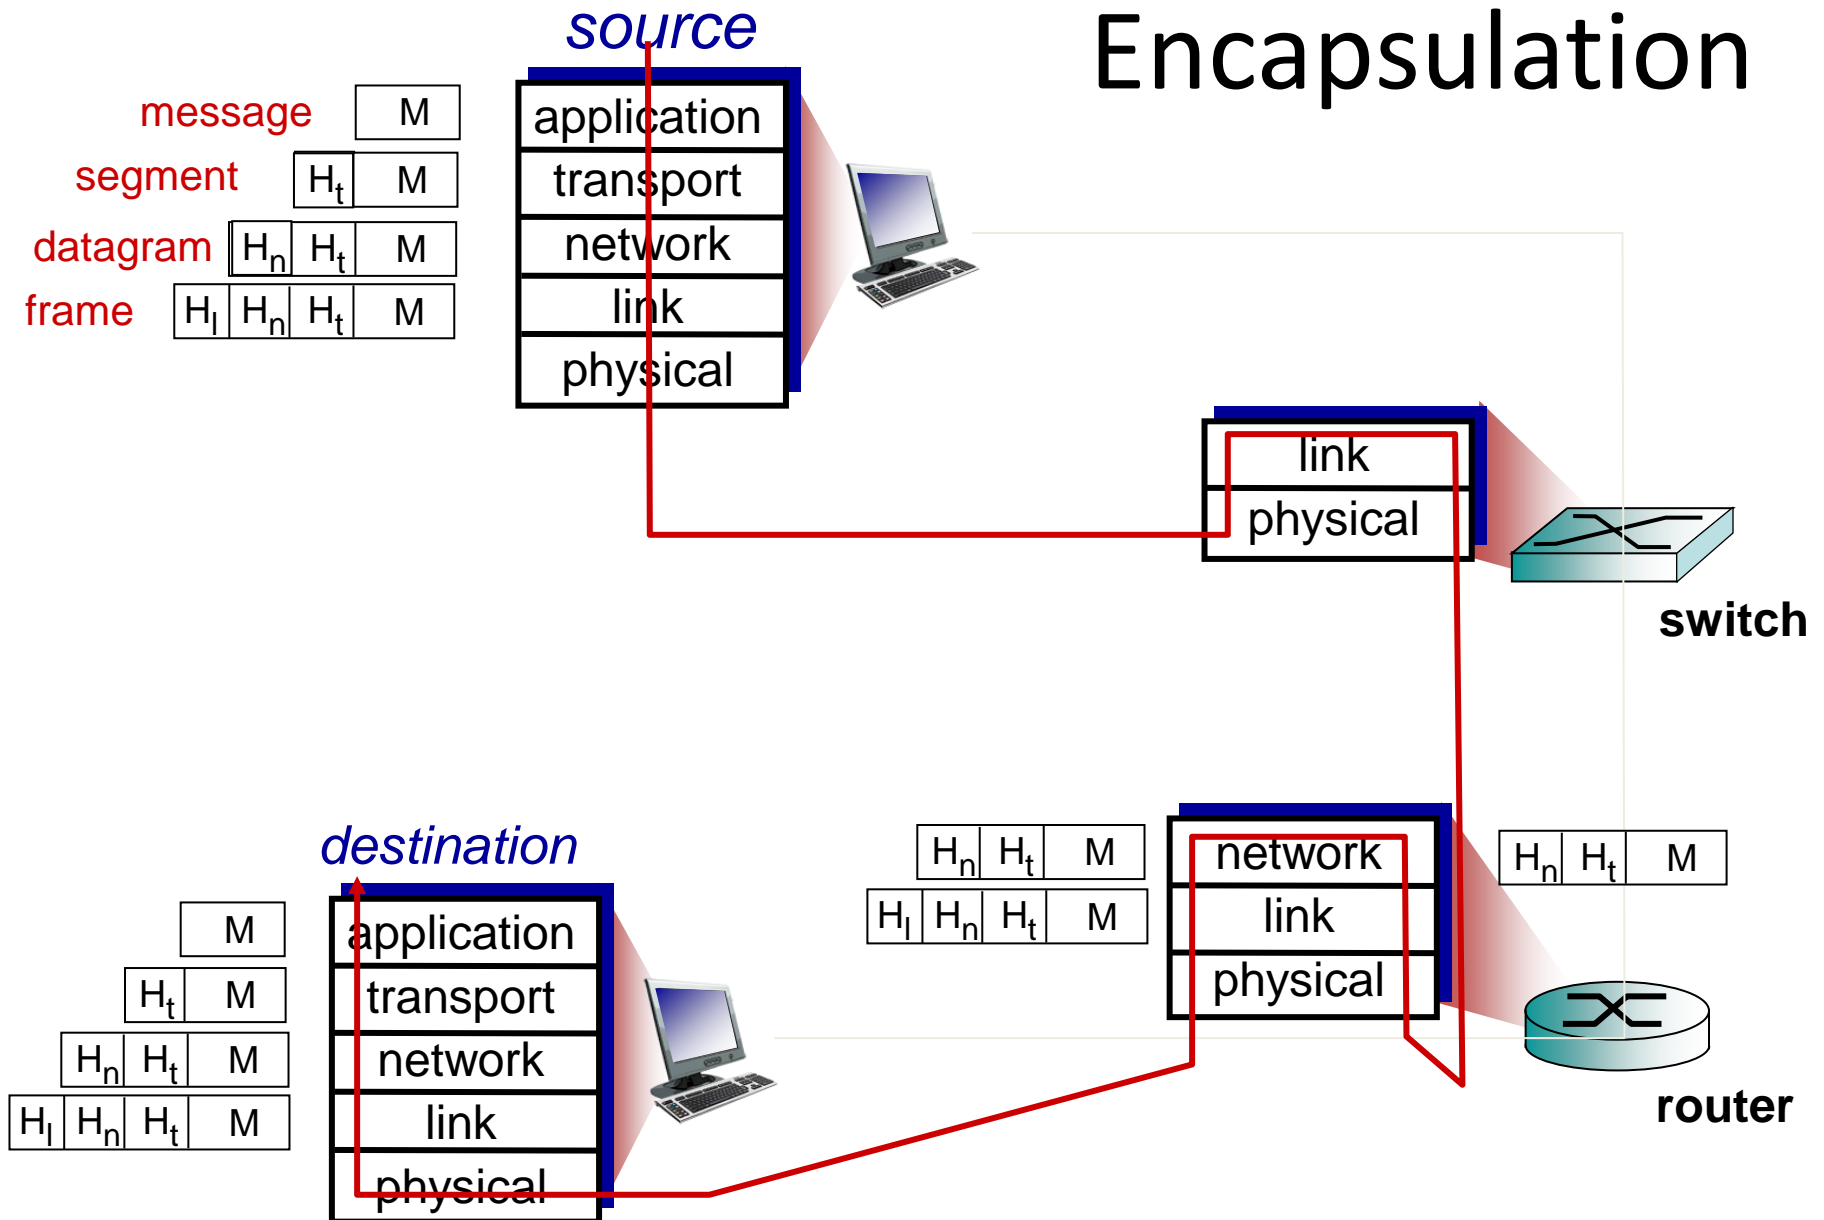 Encapsulation
source
message M application
segment Ht M transport
datagram Hn Ht M network
frame Hl Hn Ht M link
physical
link
physical
switch
destination
M application
Ht M transport
Hn Ht M network
Hl Hn Ht M link
physical
Hn Ht M network Hn Ht M
Hl Hn Ht M link
physical
router